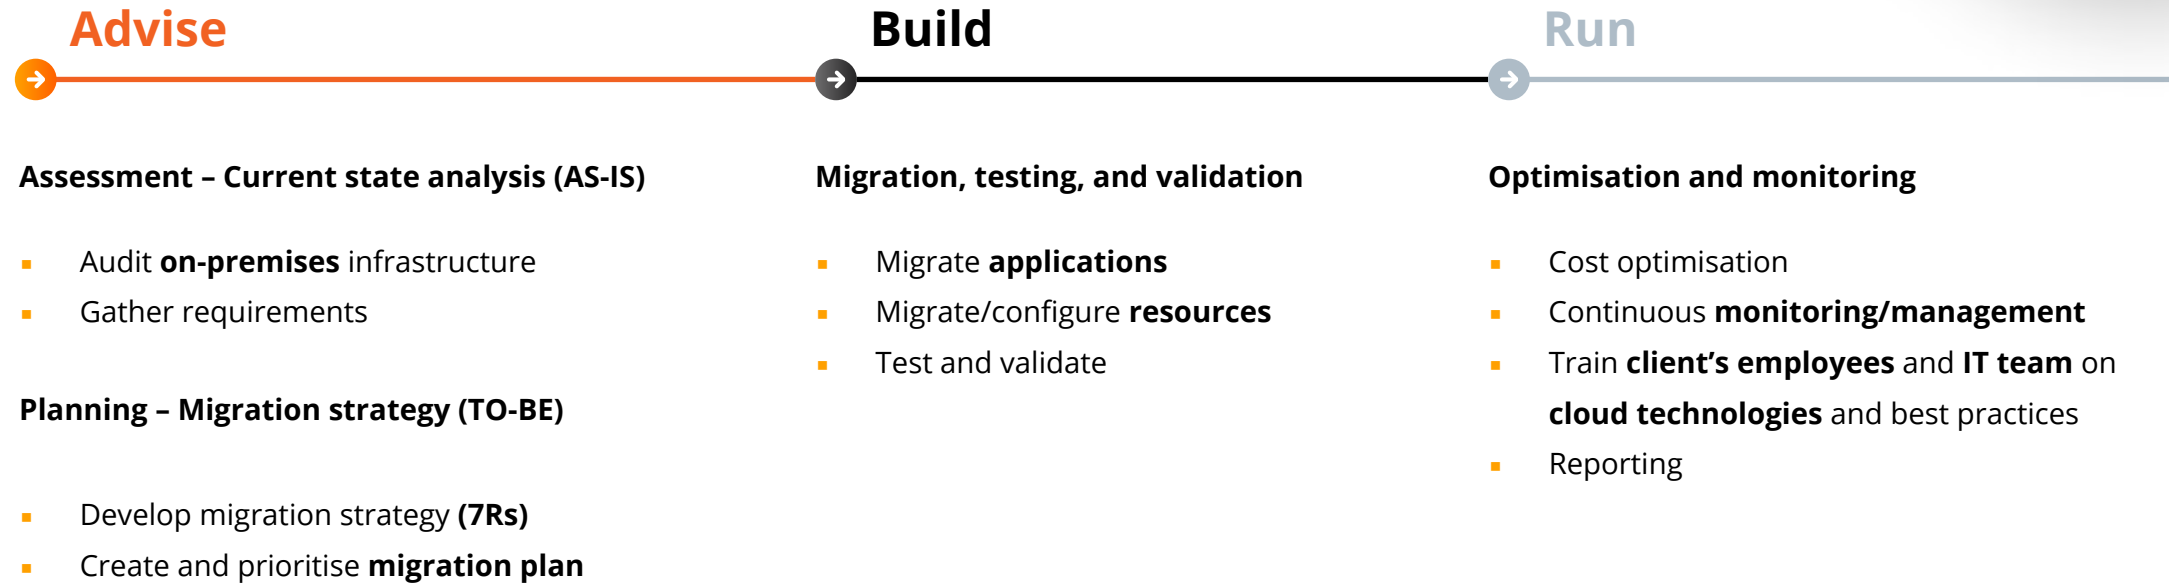 Advise
Assessment – Current state analysis (AS-IS)
Audit on-premises infrastructure
Gather requirements
Planning – Migration strategy (TO-BE)
Develop migration strategy (7Rs)
Create and prioritise migration plan
Build
Migration, testing, and validation
Migrate applications
Migrate/configure resources
Test and validate
Run
Optimisation and monitoring
Cost optimisation
Continuous monitoring/management
Train client’s employees and IT team on
cloud technologies and best practices
Reporting